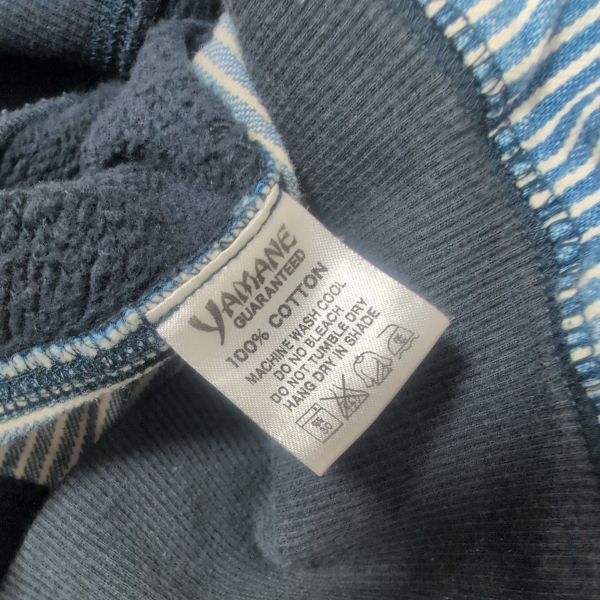 YAMANE
GUARANTEED
100% COTTON
MACHINE WASH COOL
DO NO BLEACH
DO NOT TUMBLE DRY
HANG DRY IN SHADE